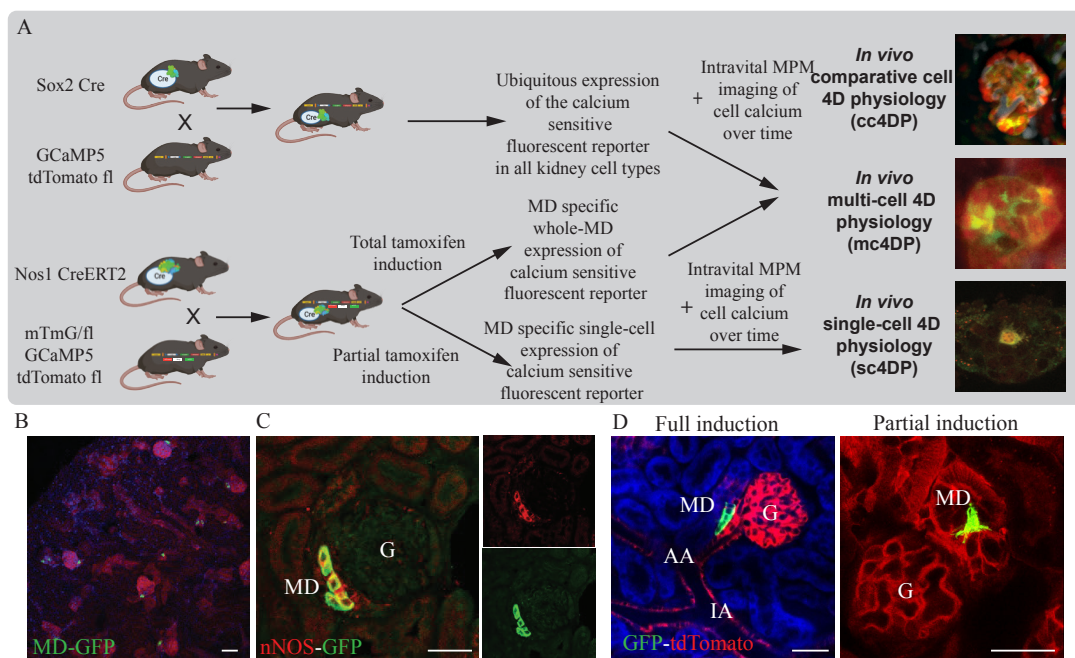 A
Sox2 Cre
Cre
X
GCaMP5
tdTomato fl
Cre
Ubiquitous expression
of the calcium
sensitive
fluorescent reporter
in all kidney cell types
+
Intravital MPM
imaging of
cell calcium
over time
In vivo
comparative cell
4D physiology
(cc4DP)
In vivo
multi-cell 4D
physiology
(mc4DP)
Nos1 CreERT2
Cre
X
mTmG/fl
GCaMP5
tdTomato fl
Cre
Total tamoxifen
induction
Partial tamoxifen
induction
MD specific
whole-MD
expression of
calcium sensitive
fluorescent reporter
MD specific single-cell
expression of
calcium sensitive
fluorescent reporter
+
Intravital MPM
imaging of
cell calcium
over time
In vivo
single-cell 4D
physiology
(sc4DP)
B
MD-GFP
C
G
MD
nNOS-GFP
D
Full induction
MD
G
AA
IA
GFP-tdTomato
Partial induction
MD
G